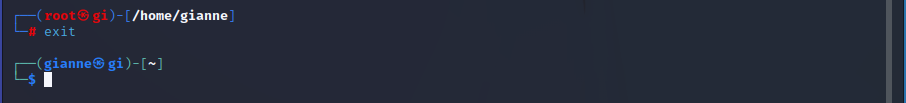 ┌──(root㉿gi)-[/home/gianne]
└─# exit
┌──(gianne㉿gi)-[~]
└─$